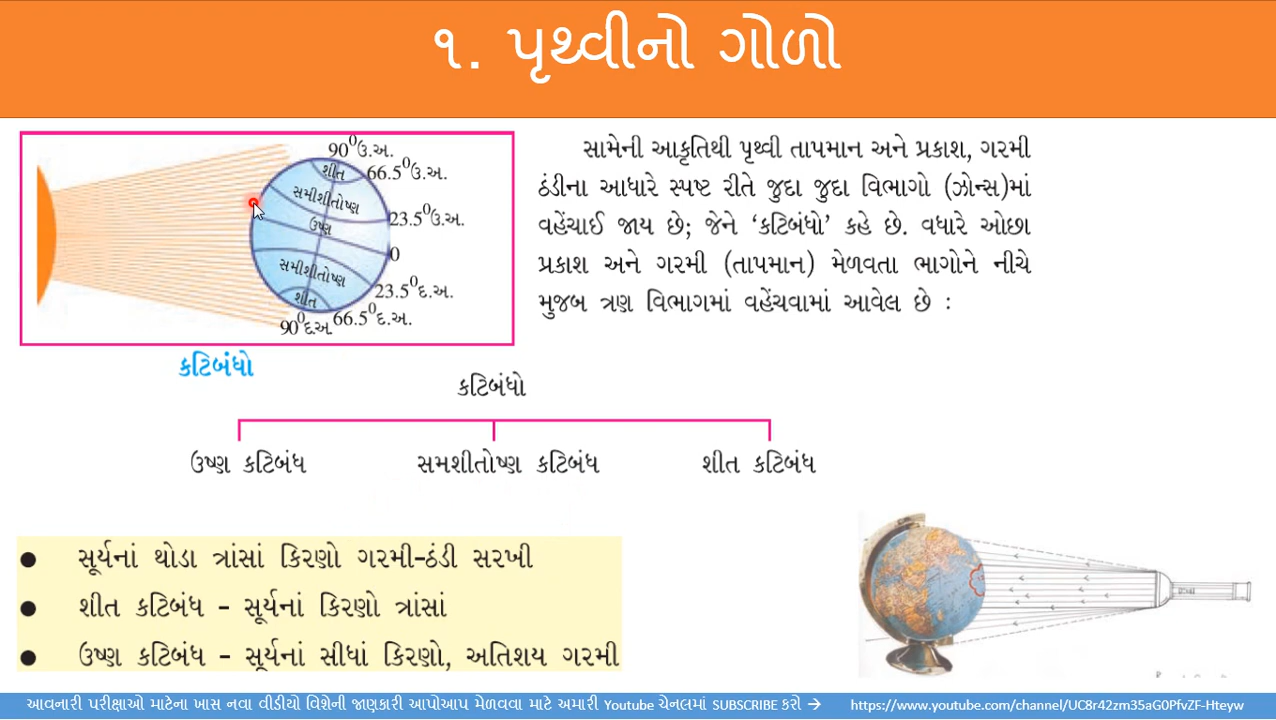 ૧. પૃથ્વીનો ગોળો
90⁰ઉ.અ.
શીત
66.5⁰ઉ.અ.
સમીશીતોષ્ણ
23.5⁰ઉ.અ.
ઉષ્ણ
0
સમીશીતોષ્ણ
23.5⁰દ.અ.
શીત
66.5⁰દ.અ.
90⁰દ.અ.
કટિબંધો
સામેની આકૃતિથી પૃથ્વી તાપમાન અને પ્રકાશ, ગરમી
ઠંડીના આધારે સ્પષ્ટ રીતે જુદા જુદા વિભાગો (ઝોન્સ)માં
વહેંચાઈ જાય છે; જેને ‘કટિબંધો’ કહે છે. વધારે ઓછા
પ્રકાશ અને ગરમી (તાપમાન) મેળવતા ભાગોને નીચે
મુજબ ત્રણ વિભાગમાં વહેંચવામાં આવેલ છે :
કટિબંધો
ઉષ્ણ કટિબંધ સમશીતોષ્ણ કટિબંધ શીત કટિબંધ
● સૂર્યનાં થોડા ત્રાંસાં કિરણો ગરમી-ઠંડી સરખી
● શીત કટિબંધ - સૂર્યનાં કિરણો ત્રાંસાં
● ઉષ્ણ કટિબંધ - સૂર્યનાં સીધાં કિરણો, અતિશય ગરમી
આવનારી પરીક્ષાઓ માટેના ખાસ નવા વીડીયો વિશેની જાણકારી આપોઆપ મેળવવા માટે અમારી Youtube ચેનલમાં SUBSCRIBE કરો → https://www.youtube.com/channel/UC8r42zm35aG0PfvZF-Hteyw